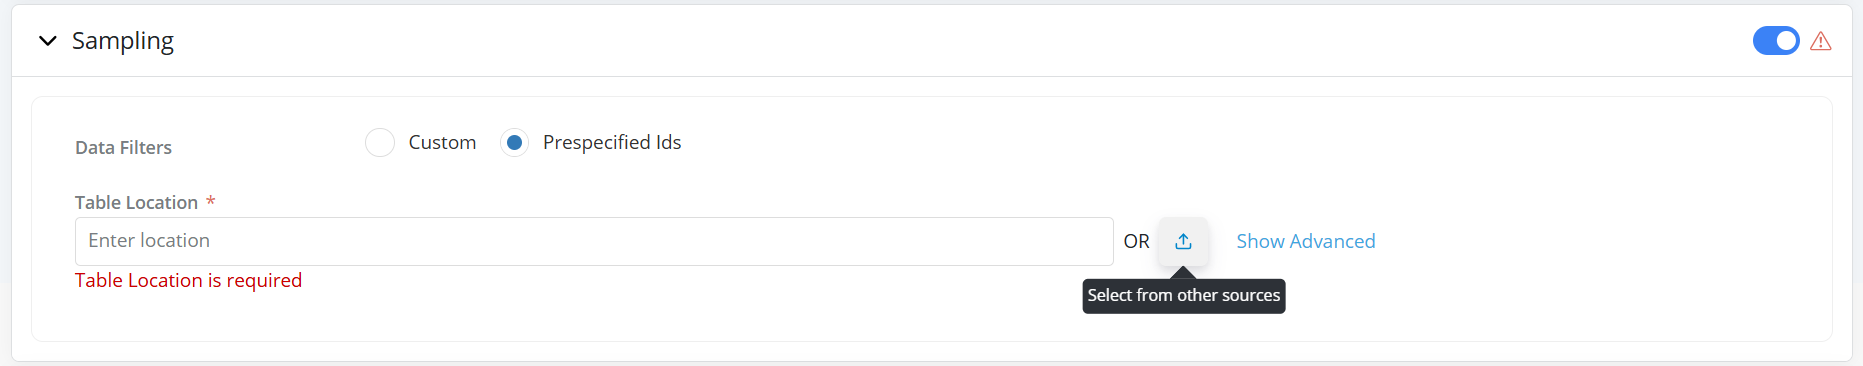 Sampling
Data Filters
Custom
Prespecified Ids
Table Location *
Enter location
OR
Show Advanced
Table Location is required
Select from other sources